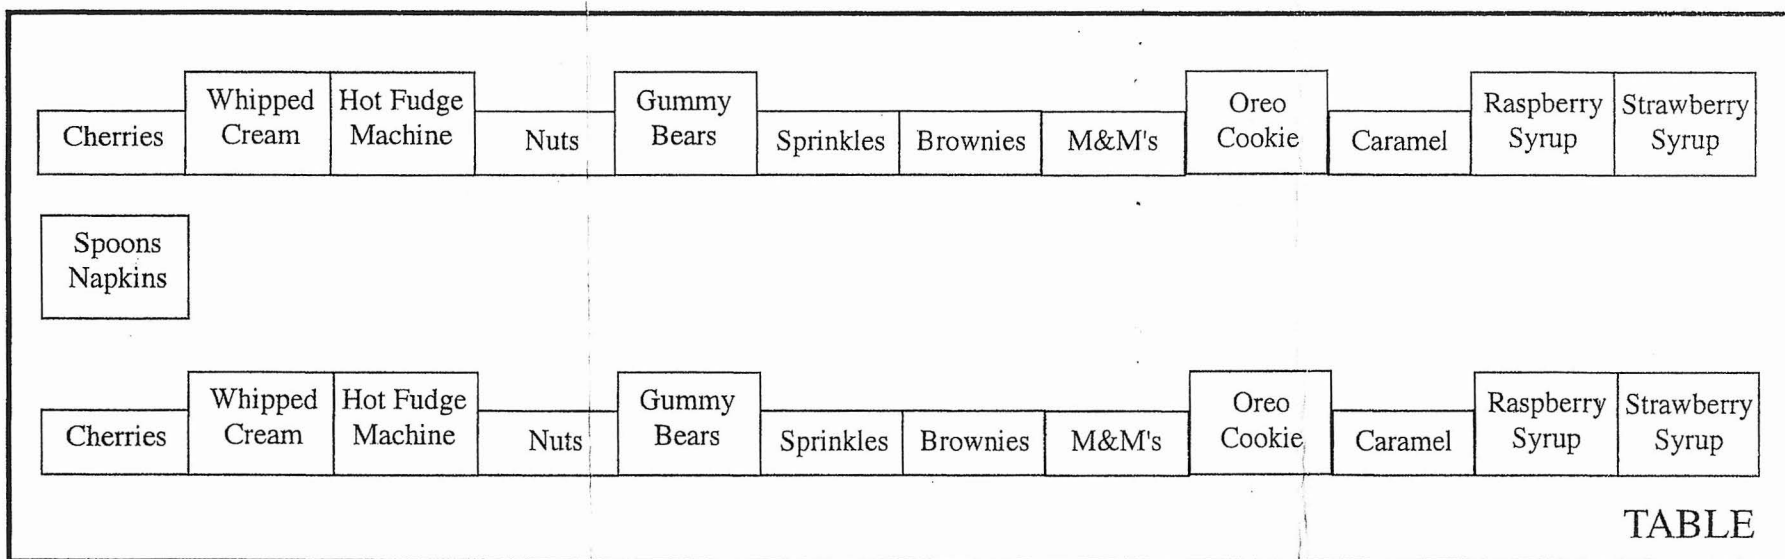 Cherries
Whipped
Cream
Hot Fudge
Machine
Nuts
Gummy
Bears
Sprinkles
Brownies
M&M's
Oreo
Cookie
Caramel
Raspberry
Syrup
Strawberry
Syrup
Spoons
Napkins
Cherries
Whipped
Cream
Hot Fudge
Machine
Nuts
Gummy
Bears
Sprinkles
Brownies
M&M's
Oreo
Cookie
Caramel
Raspberry
Syrup
Strawberry
Syrup
TABLE